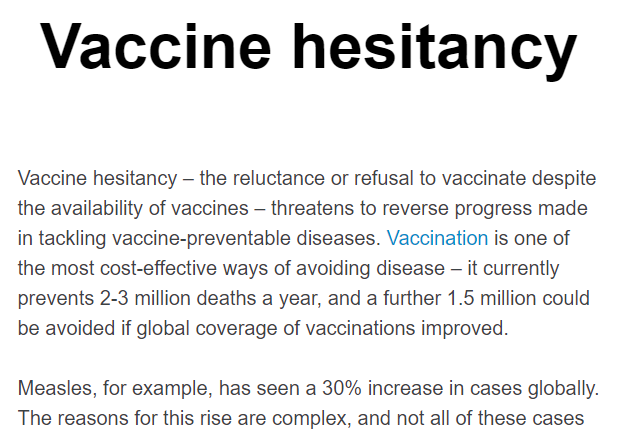 Vaccine hesitancy
Vaccine hesitancy – the reluctance or refusal to vaccinate despite
the availability of vaccines – threatens to reverse progress made
in tackling vaccine-preventable diseases. Vaccination is one of
the most cost-effective ways of avoiding disease – it currently
prevents 2-3 million deaths a year, and a further 1.5 million could
be avoided if global coverage of vaccinations improved.
Measles, for example, has seen a 30% increase in cases globally.
The reasons for this rise are complex, and not all of these cases